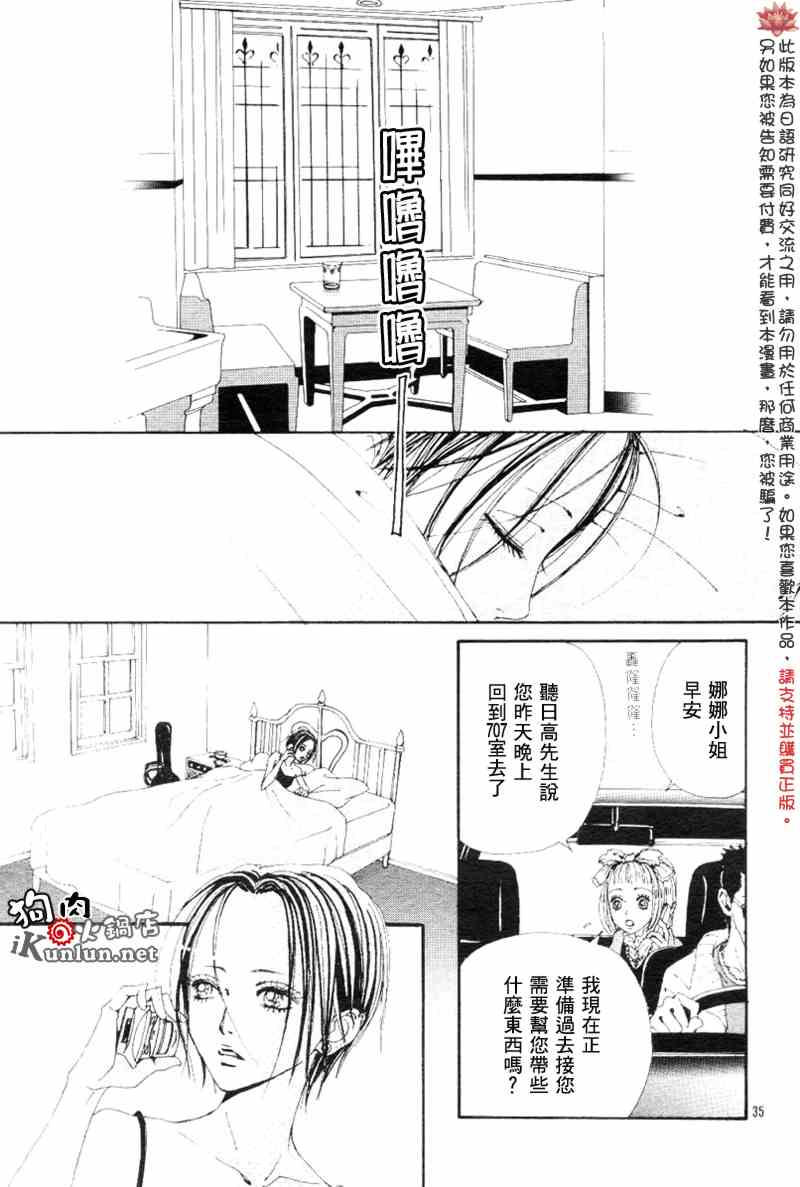 此版本為日語研究同好交流之用，請勿用於任何商業用途。如果您喜歡本作品，請支持並購買正版。
另如果您被告知需要付費，才能看到本漫畫，那麼，您被騙了！
嗶
嚕
嚕
嚕
娜娜小姐
早安
轟隆隆隆…
聽日高先生說
您昨天晚上
回到707室去了
我現在正
準備過去接您
需要幫您帶些
什麼東西嗎？
狗肉火鍋店
iKunlun.net
35